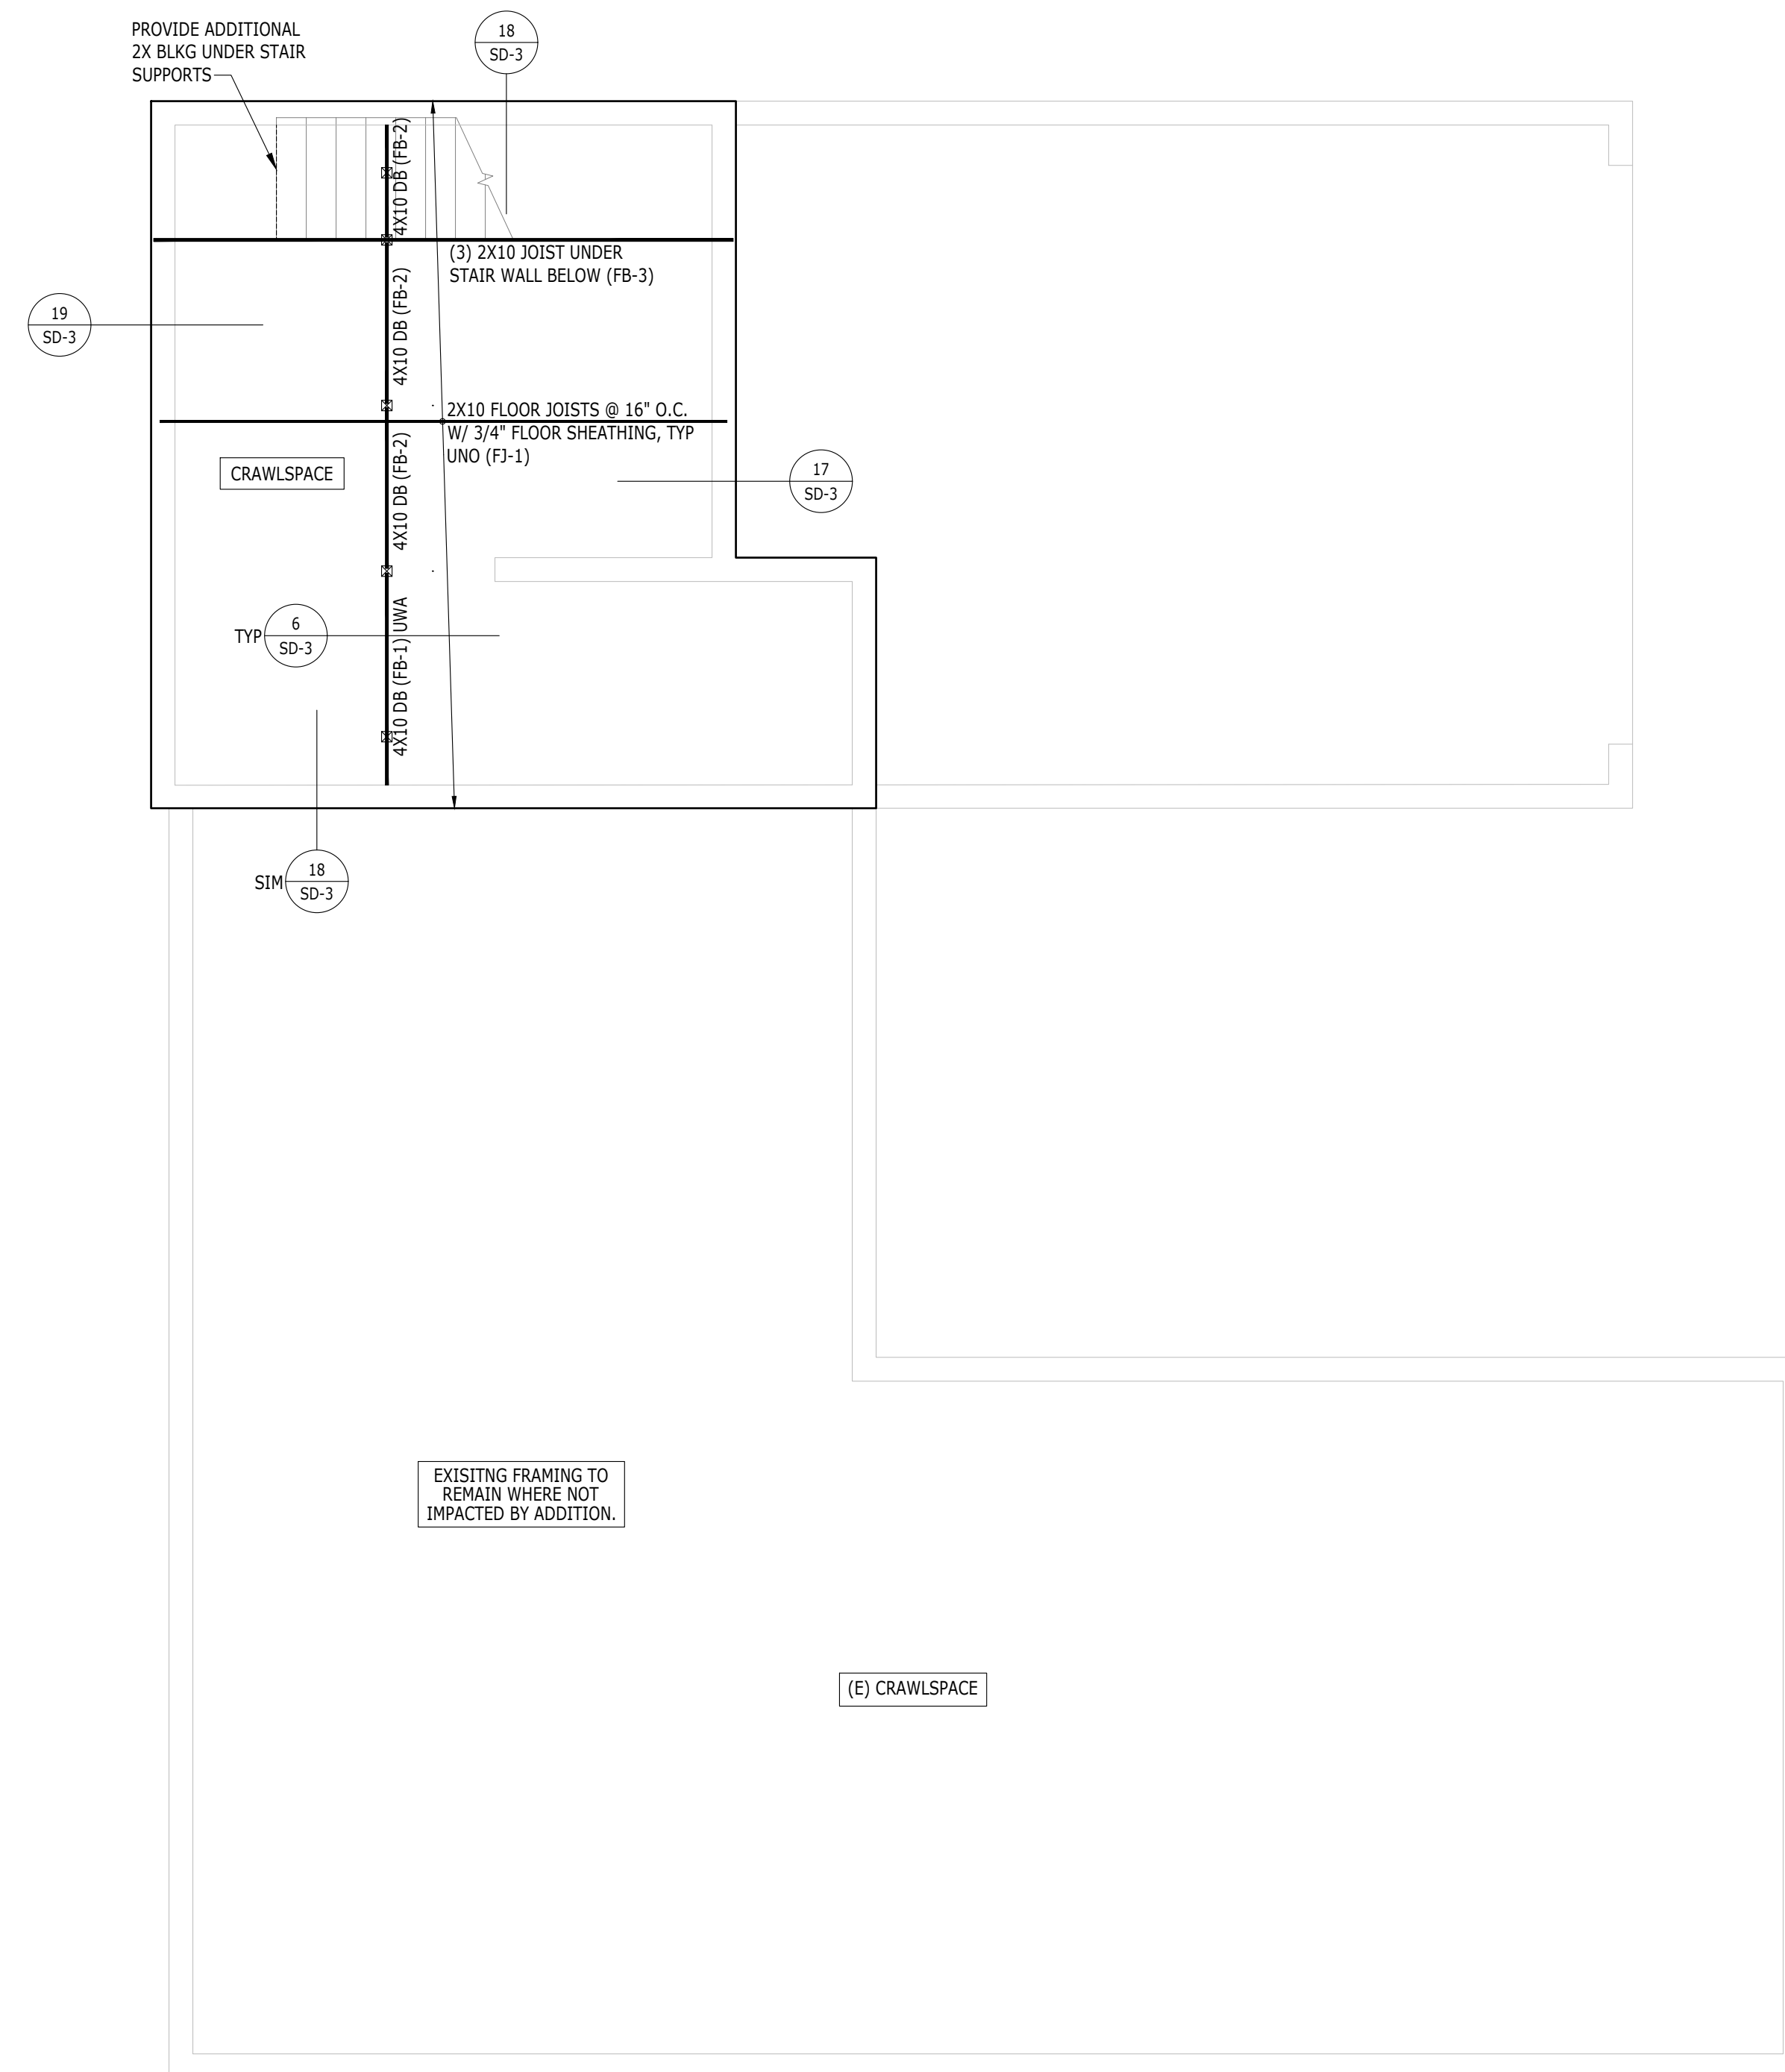 PROVIDE ADDITIONAL
2X BLKG UNDER STAIR
SUPPORTS
18
SD-3
4X10 DB (FB-2)
(3) 2X10 JOIST UNDER
STAIR WALL BELOW (FB-3)
19
SD-3
4X10 DB (FB-2)
2X10 FLOOR JOISTS @ 16" O.C.
W/ 3/4" FLOOR SHEATHING, TYP
UNO (FJ-1)
CRAWLSPACE
4X10 DB (FB-2)
17
SD-3
TYP
6
SD-3
4X10 DB (FB-1) UWA
SIM
18
SD-3
EXISITNG FRAMING TO
REMAIN WHERE NOT
IMPACTED BY ADDITION.
(E) CRAWLSPACE